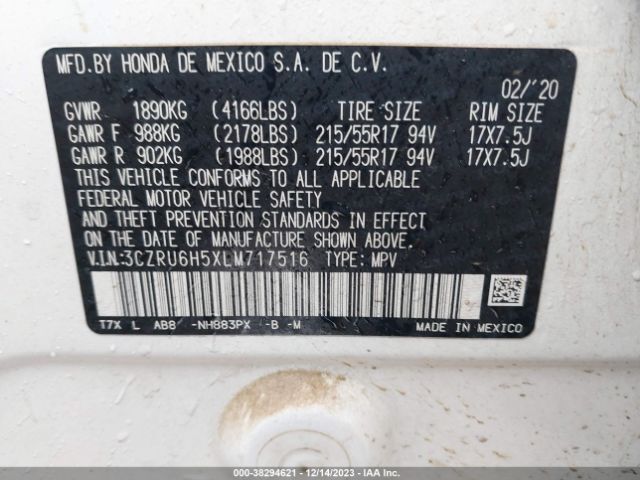 MFD.BY HONDA DE MEXICO S.A. DE C.V.
02/'20
GVWR 1890KG (4166LBS) TIRE SIZE RIM SIZE
GAWR F 988KG (2178LBS) 215/55R17 94V 17X7.5J
GAWR R 902KG (1988LBS) 215/55R17 94V 17X7.5J
THIS VEHICLE CONFORMS TO ALL APPLICABLE
FEDERAL MOTOR VEHICLE SAFETY
AND THEFT PREVENTION STANDARDS IN EFFECT
ON THE DATE OF MANUFACTURE SHOWN ABOVE.
V.I.N.:3CZRU6H5XLM717516 TYPE: MPV
T7X L AB8 -NH883PX -B -M
MADE IN MEXICO
000-38294621 - 12/14/2023 - IAA Inc.